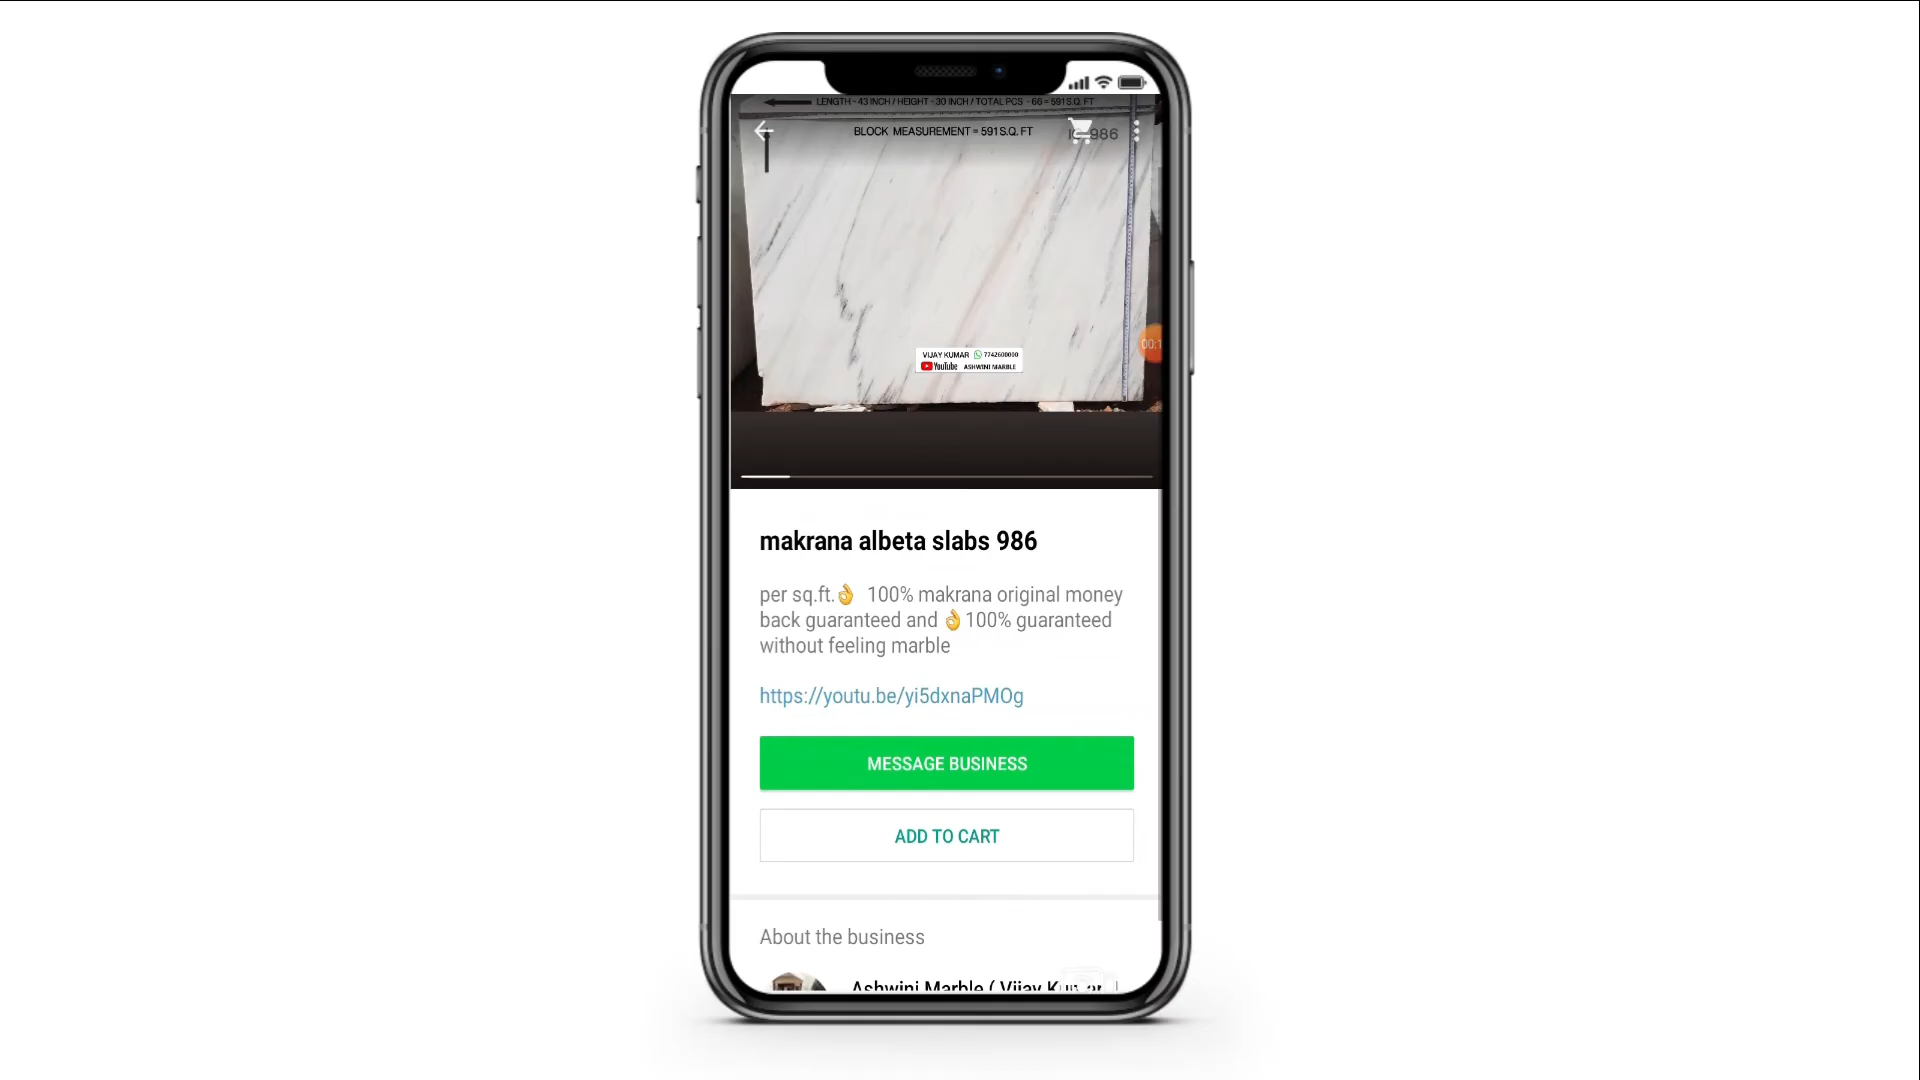 LENGTH - 43 INCH / HEIGHT - 30 INCH / TOTAL PCS - 66 = 591 S.Q. FT
BLOCK MEASUREMENT = 591 S.Q. FT
986
VIJAY KUMAR 7742600000
YouTube ASHWINI MARBLE
00:1
makrana albeta slabs 986
per sq.ft.👌 100% makrana original money
back guaranteed and 👌100% guaranteed
without feeling marble
https://youtu.be/yi5dxnaPMOg
MESSAGE BUSINESS
ADD TO CART
About the business
Ashwini Marble ( Vijay Kumar